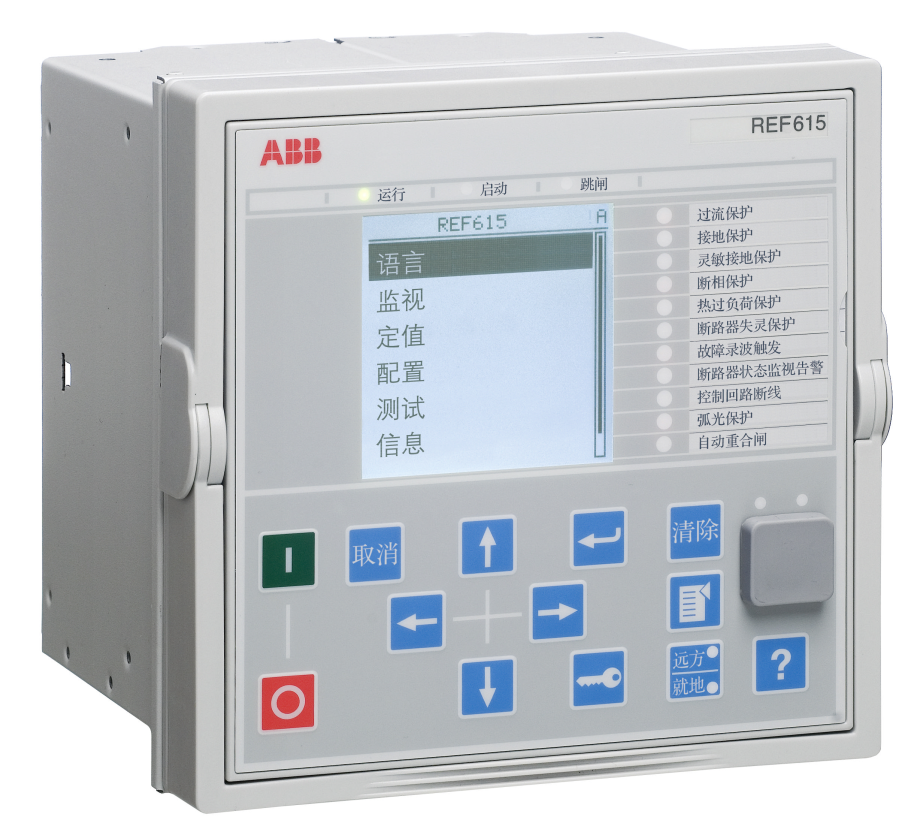 REF615
ABB
运行 启动 跳闸
REF615 A
语言
监视
定值
配置
测试
信息
过流保护
接地保护
灵敏接地保护
断相保护
热过负荷保护
断路器失灵保护
故障录波触发
断路器状态监视告警
控制回路断线
弧光保护
自动重合闸
I
取消
清除
O
远方
就地
?